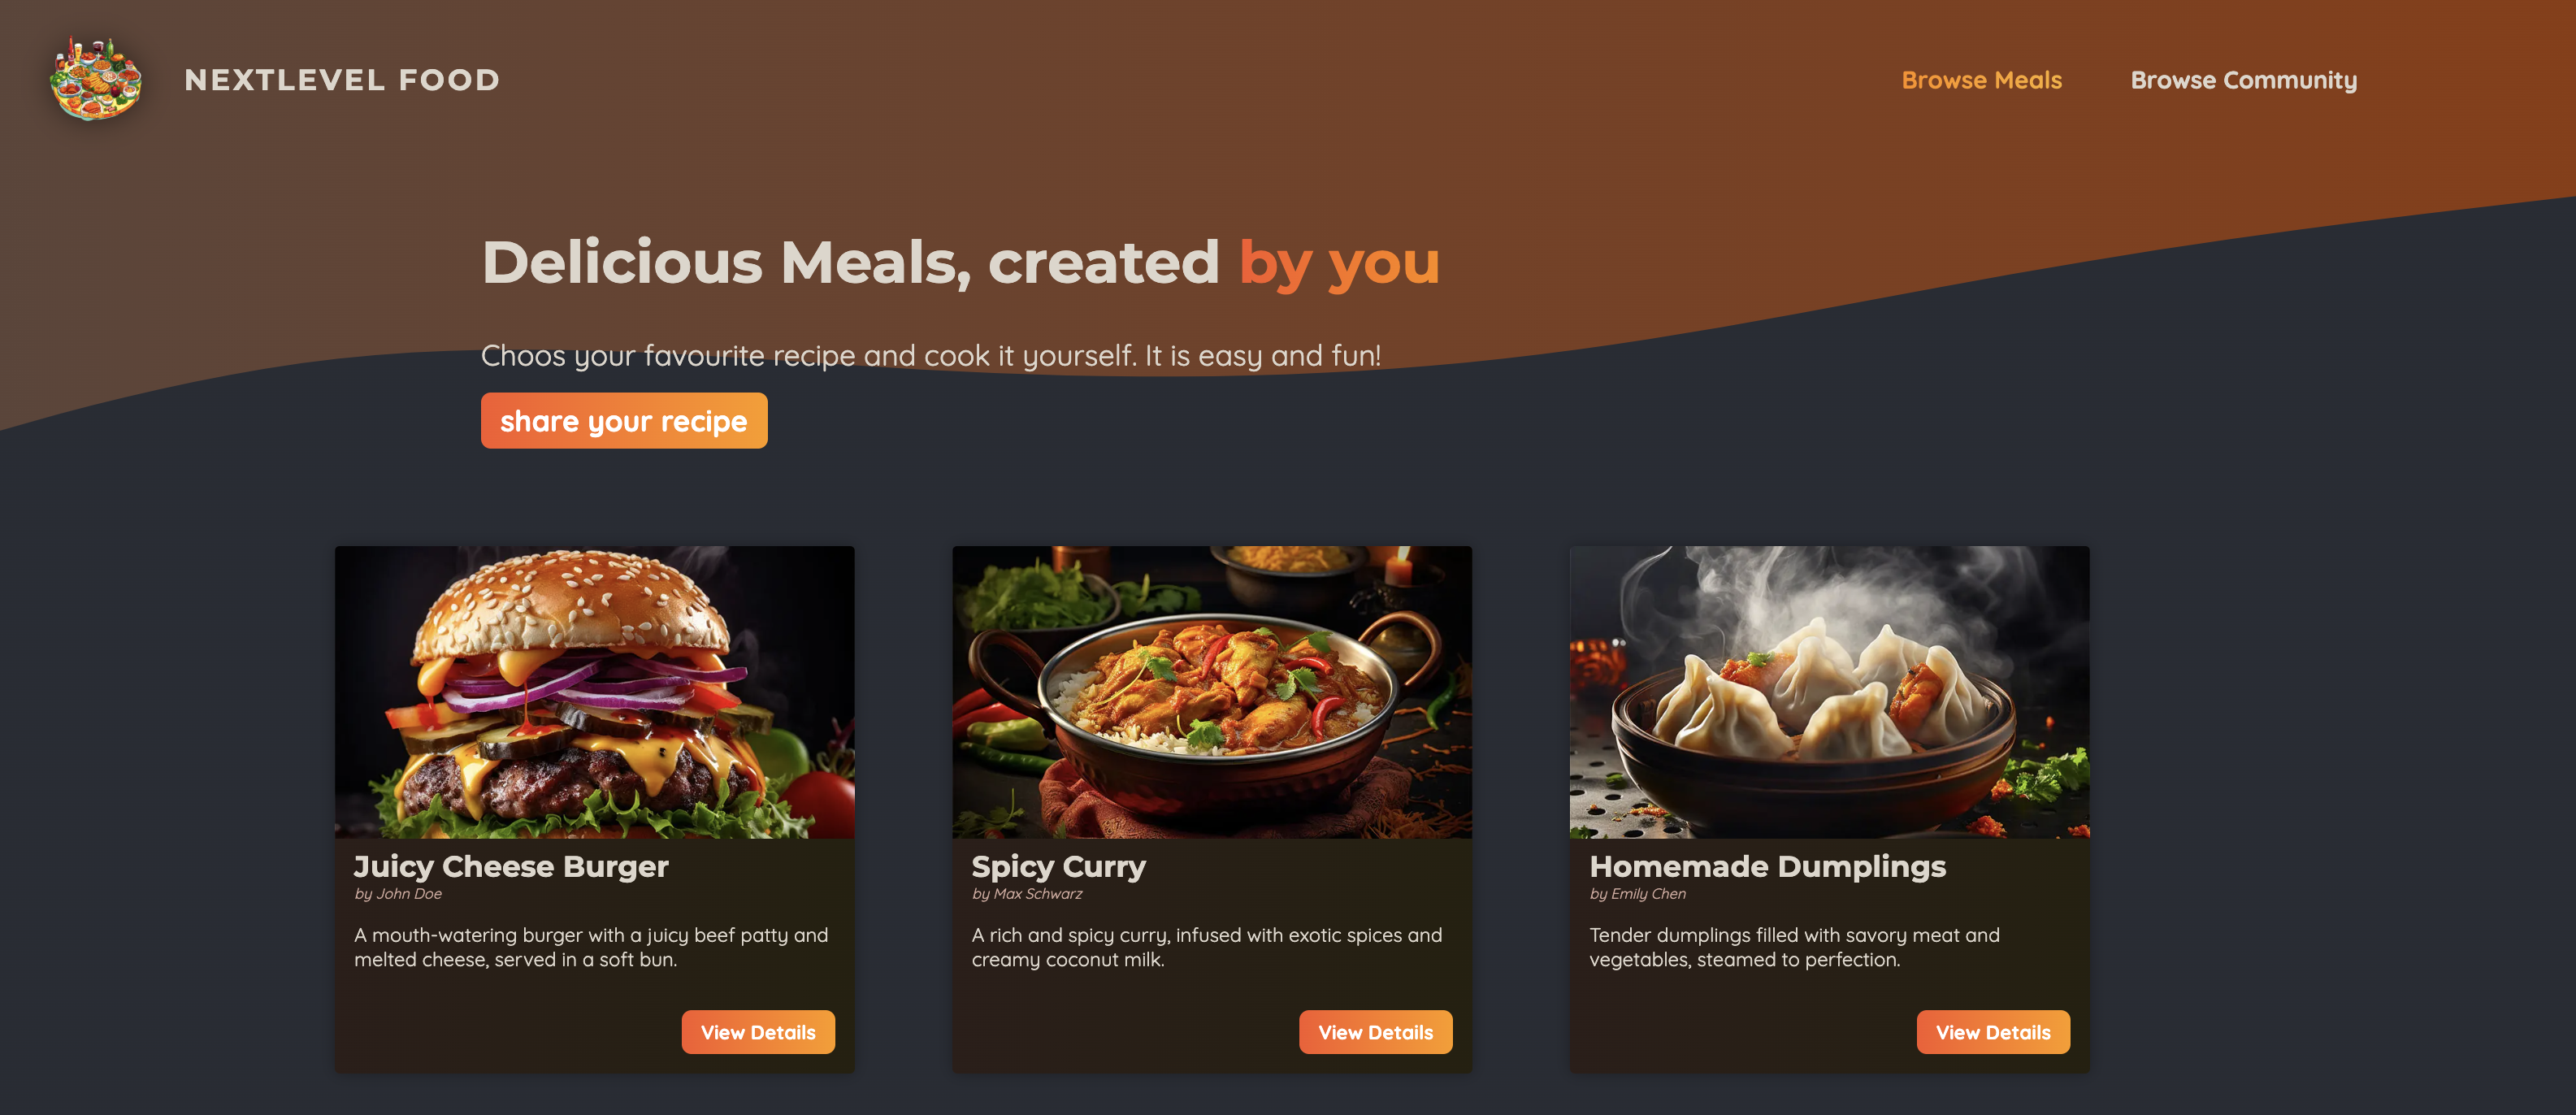 NEXTLEVEL FOOD
Browse Meals
Browse Community
Delicious Meals, created by you
Choos your favourite recipe and cook it yourself. It is easy and fun!
share your recipe
Juicy Cheese Burger
by John Doe
A mouth-watering burger with a juicy beef patty and
melted cheese, served in a soft bun.
View Details
Spicy Curry
by Max Schwarz
A rich and spicy curry, infused with exotic spices and
creamy coconut milk.
View Details
Homemade Dumplings
by Emily Chen
Tender dumplings filled with savory meat and
vegetables, steamed to perfection.
View Details